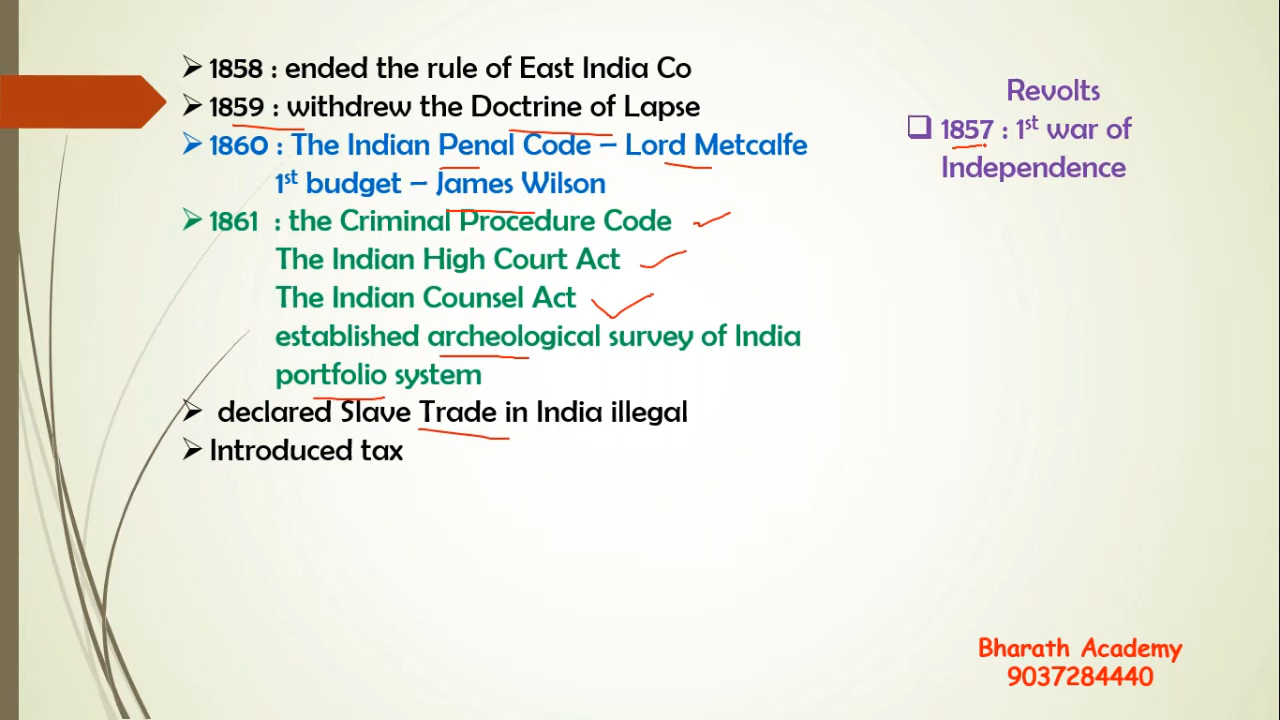 1858 : ended the rule of East India Co
1859 : withdrew the Doctrine of Lapse
1860 : The Indian Penal Code – Lord Metcalfe
1st budget – James Wilson
1861 : the Criminal Procedure Code
The Indian High Court Act
The Indian Counsel Act
established archeological survey of India
portfolio system
declared Slave Trade in India illegal
Introduced tax
Revolts
1857 : 1st war of
Independence
Bharath Academy
9037284440